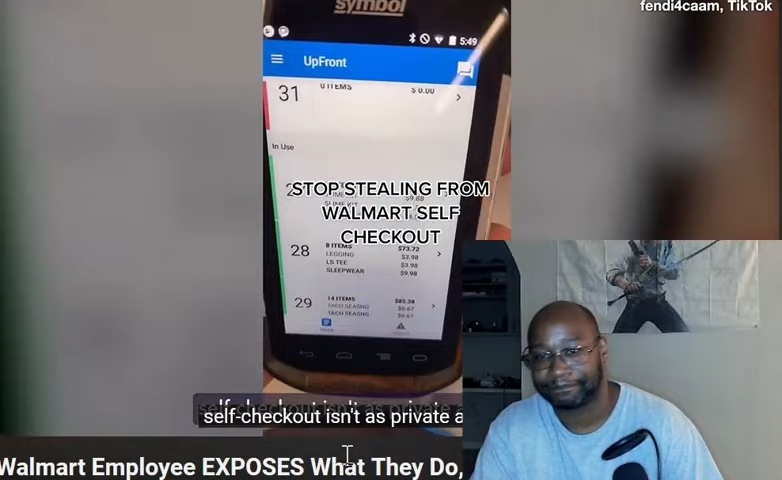 fendi4caam, TikTok
symbol
5:49
UpFront
31
0 ITEMS
$ 0.00
In Use
STOP STEALING FROM
WALMART SELF
CHECKOUT
$9.88
28
8 ITEMS
$73.72
LEGGING
$3.98
LS TEE
$3.98
SLEEPWEAR
$9.98
29
14 ITEMS
$85.38
TACO SEASNG
$0.67
TACO SEASNG
$0.67
self-checkout isn't as private a
Walmart Employee EXPOSES What They Do,